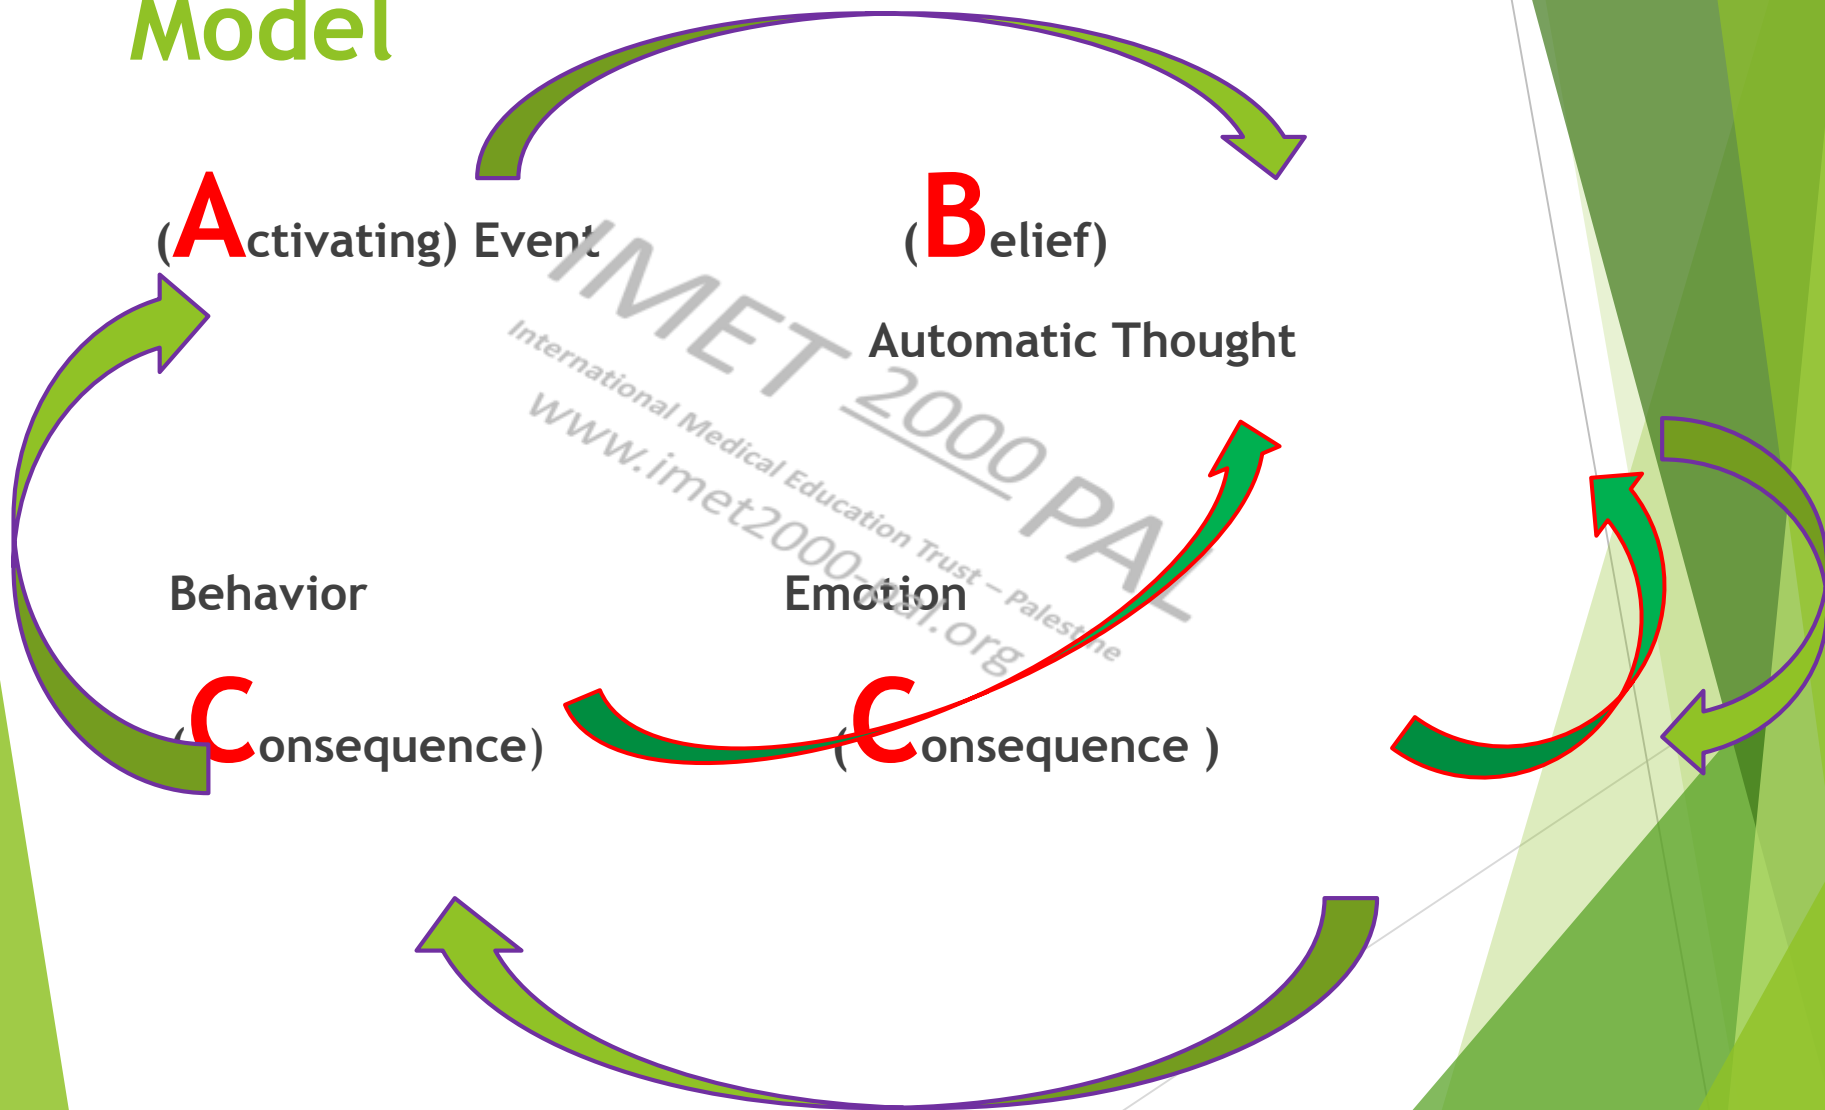 Model
(Activating) Event (Belief)
Automatic Thought
Behavior Emotion
(Consequence) (Consequence )
IMET 2000 PAL
International Medical Education Trust – Palestine
www.imet2000-pal.org